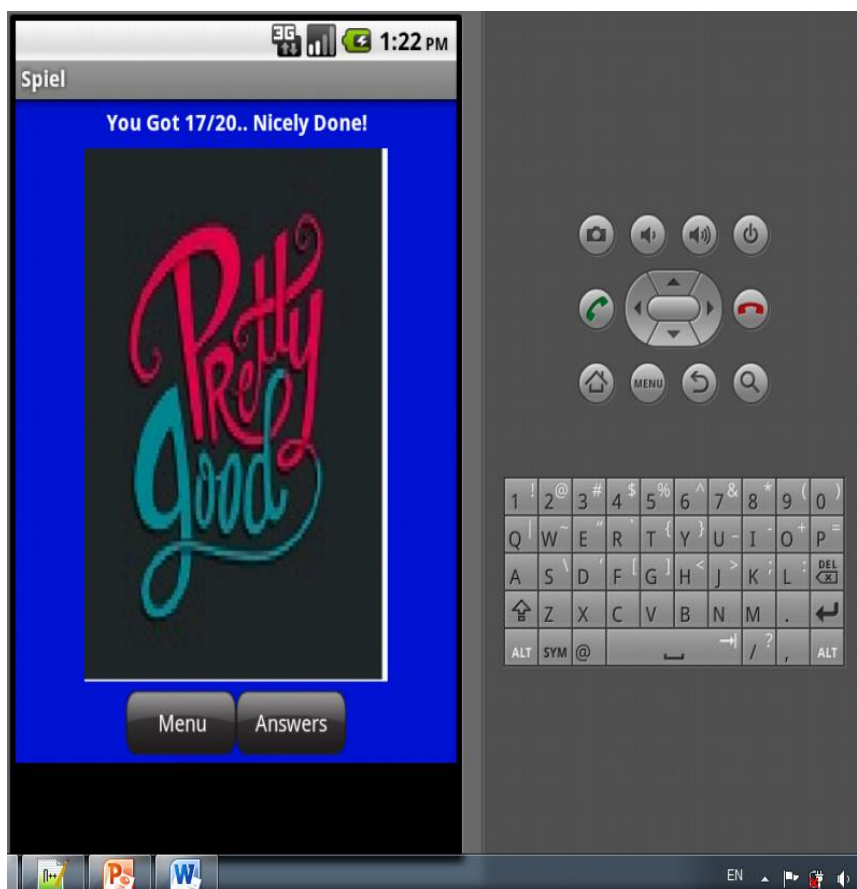 3G 1:22 PM
Spiel
You Got 17/20.. Nicely Done!
Pretty
Good
Menu Answers
MENU
1 ! 2 @ 3 # 4 $ 5 % 6 ^ 7 & 8 * 9 ( 0 )
Q | W ~ E " R ` T { Y } U - I - O + P =
A S \ D ' F [ G ] H < J > K ; L : DEL
Z X C V B N M .
ALT SYM @ / ? , ALT
N++ P W EN